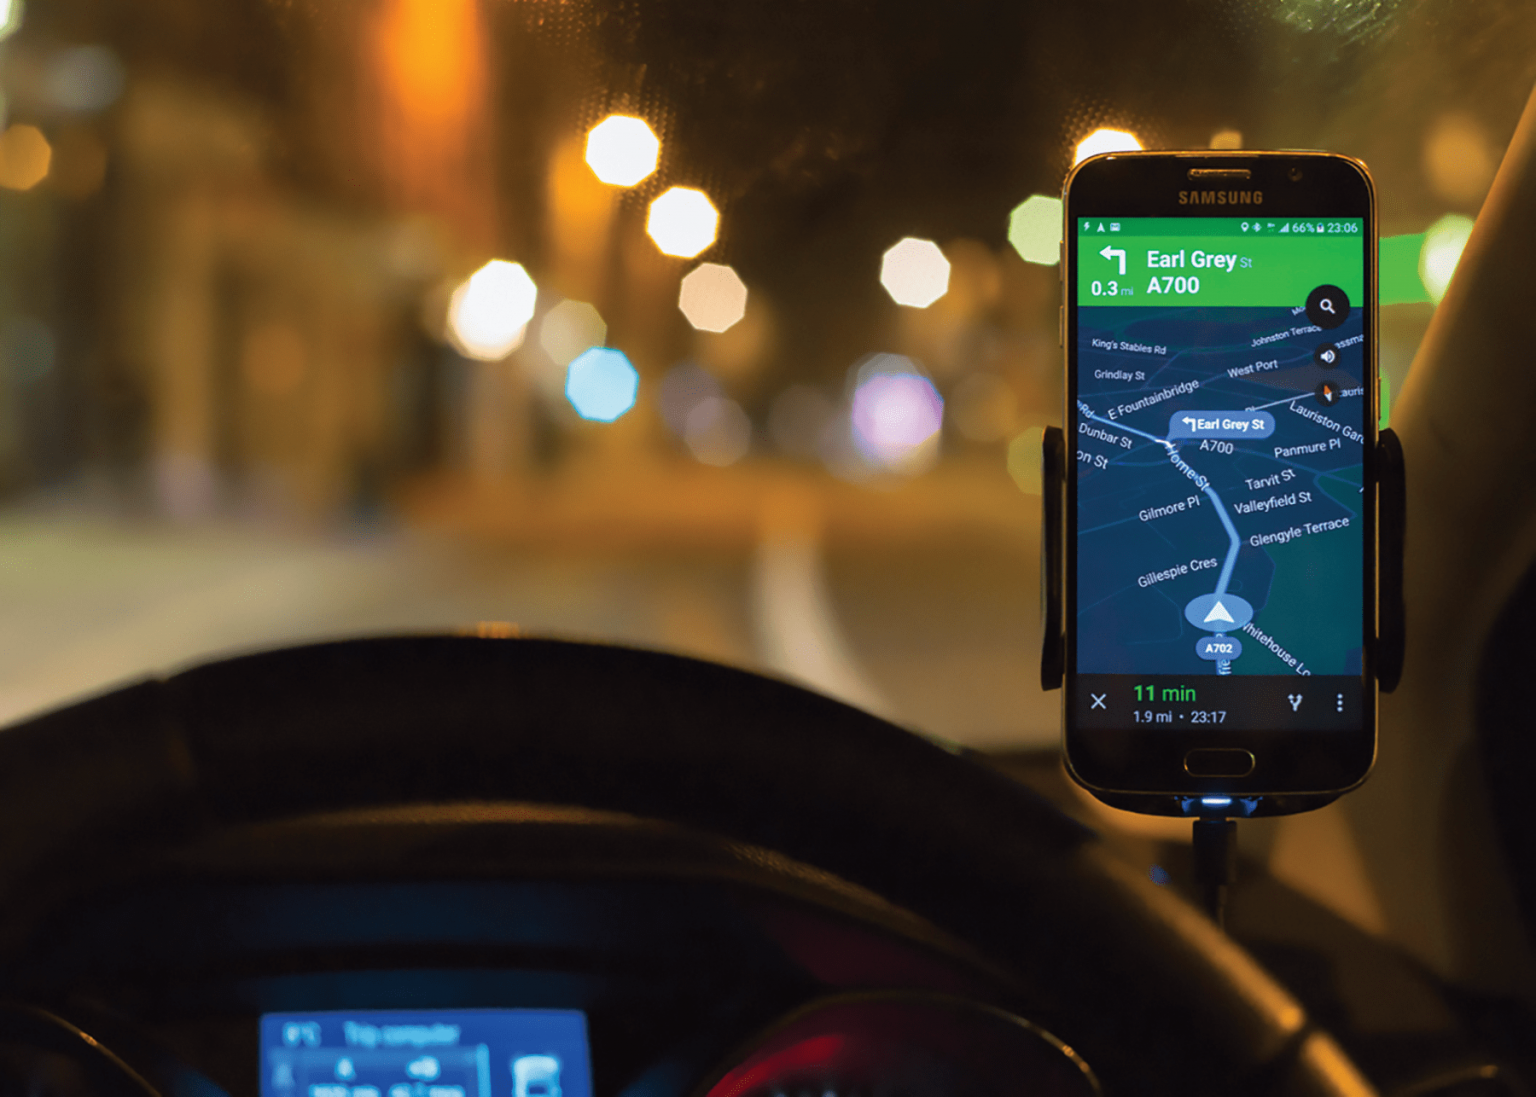 SAMSUNG
66% 23:06
Earl Grey St
0.3 mi
A700
Johnston Terrace
King's Stables Rd
West Port
Grindlay St
E Fountainbridge
Earl Grey St
Dunbar St
A700
Panmure Pl
Home St
Tarvit St
Gilmore Pl
Valleyfield St
Glengyle Terrace
Gillespie Cres
A702
11 min
1.9 mi • 23:17
Trip computer